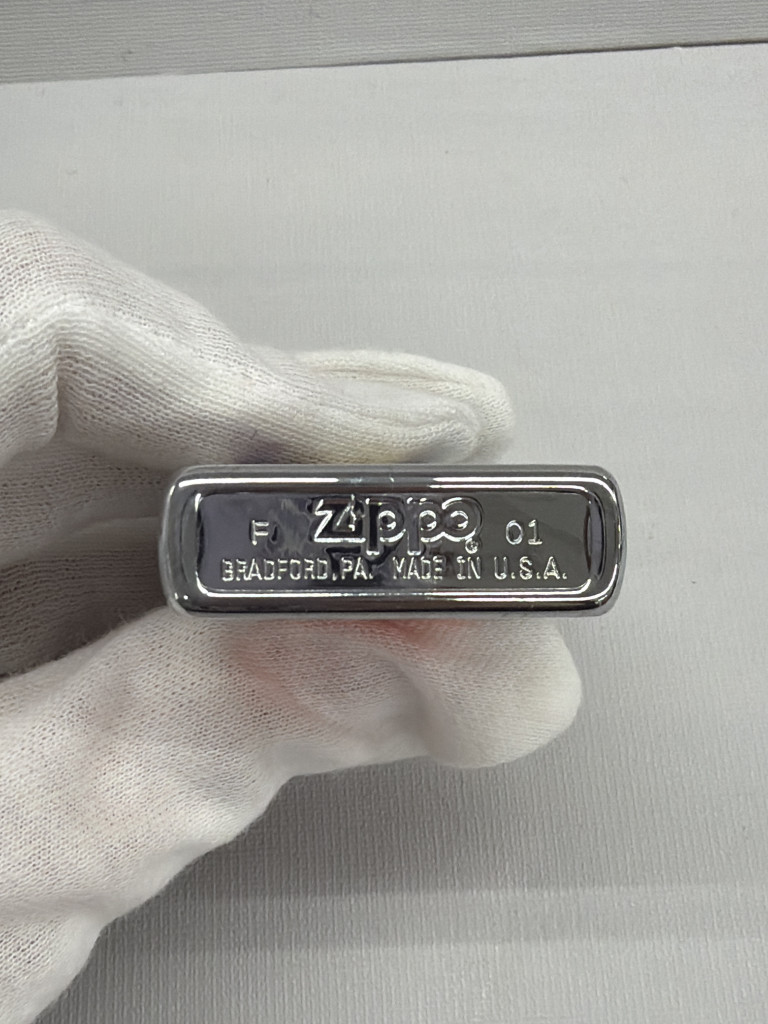 F Zippo® 01
BRADFORD, PA. MADE IN U.S.A.